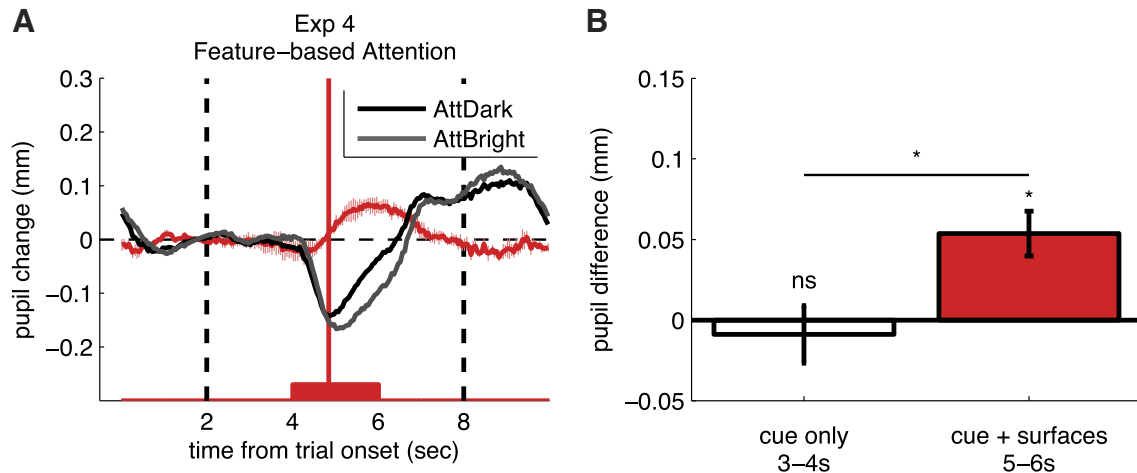 A
Exp 4
Feature–based Attention
0.3
0.2
0.1
0
−0.1
−0.2
pupil change (mm)
AttDark
AttBright
2
4
6
8
time from trial onset (sec)
B
0.15
0.1
0.05
0
−0.05
pupil difference (mm)
*
*
ns
cue only
3–4s
cue + surfaces
5–6s